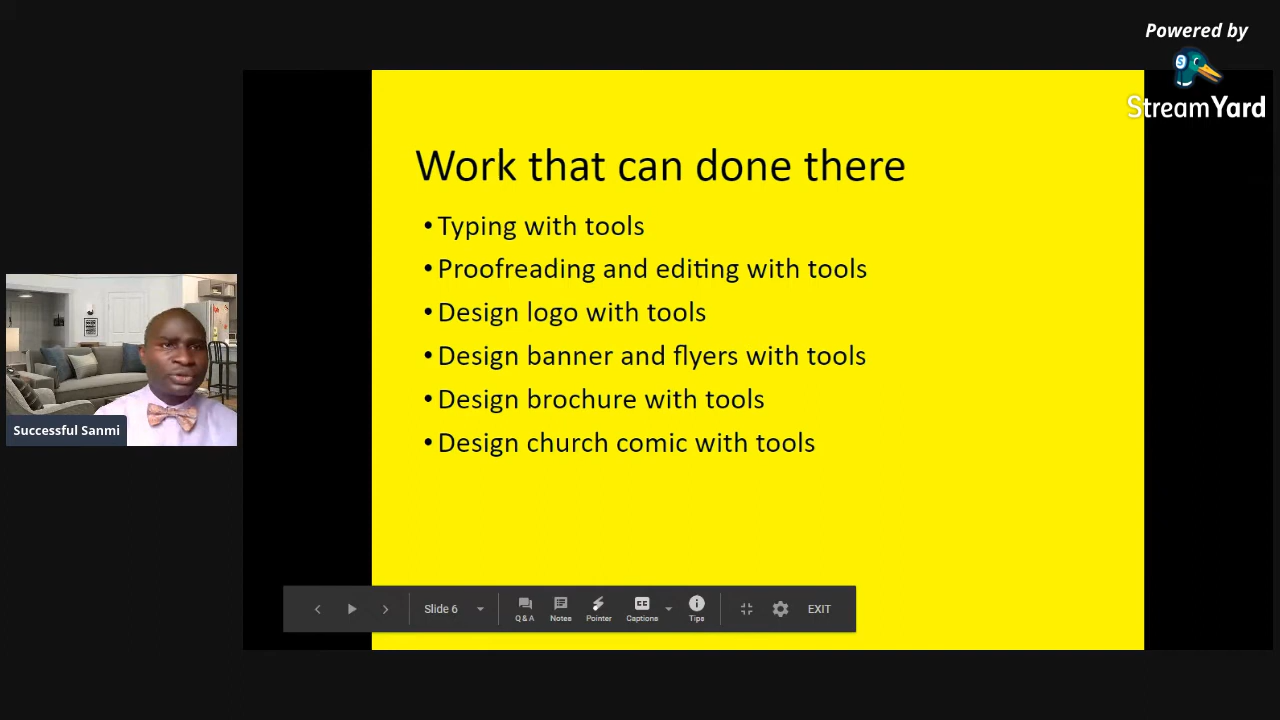 Powered by
StreamYard
Work that can done there
• Typing with tools
• Proofreading and editing with tools
• Design logo with tools
• Design banner and flyers with tools
• Design brochure with tools
• Design church comic with tools
Successful Sanmi
Slide 6
Q&A
Notes
Pointer
CC
Captions
Tips
EXIT